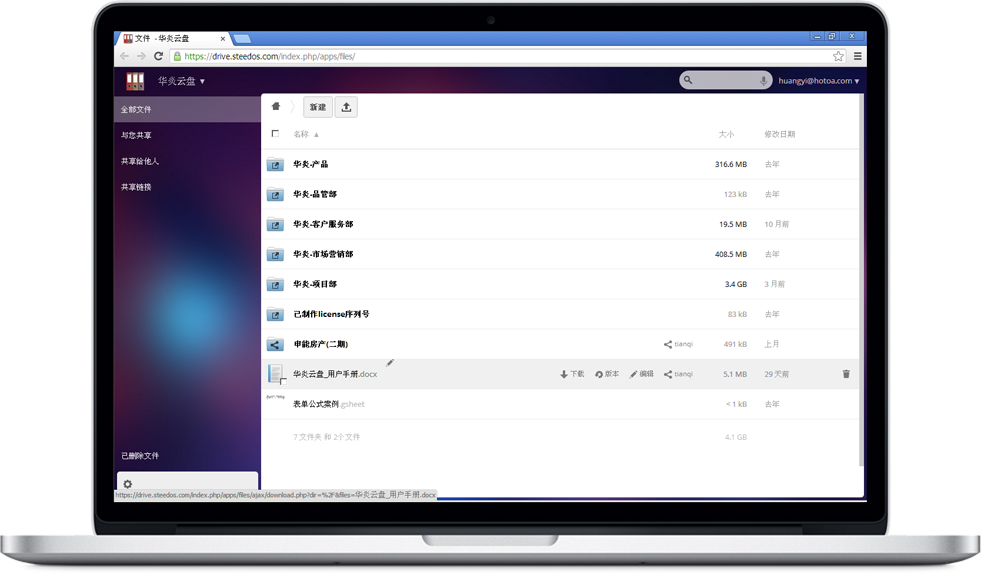 文件 - 华炎云盘
https://drive.steedos.com/index.php/apps/files/
华炎云盘
huangyi@hotoa.com
全部文件
与您共享
共享给他人
共享链接
已删除文件
新建
名称 大小 修改日期
华炎-产品 316.6 MB 去年
华炎-品管部 123 kB 去年
华炎-客户服务部 19.5 MB 10 月前
华炎-市场营销部 408.5 MB 去年
华炎-项目部 3.4 GB 3 月前
己制作license序列号 83 kB 去年
申能房产(二期) tianqi 491 kB 上月
华炎云盘_用户手册.docx 下载 版本 编辑 tianqi 5.1 MB 29 天前
表单公式案例.gsheet < 1 kB 去年
7 文件夹 和 2个文件 4.1 GB
https://drive.steedos.com/index.php/apps/files/ajax/download.php?dir=%2F&files=华炎云盘_用户手册.docx